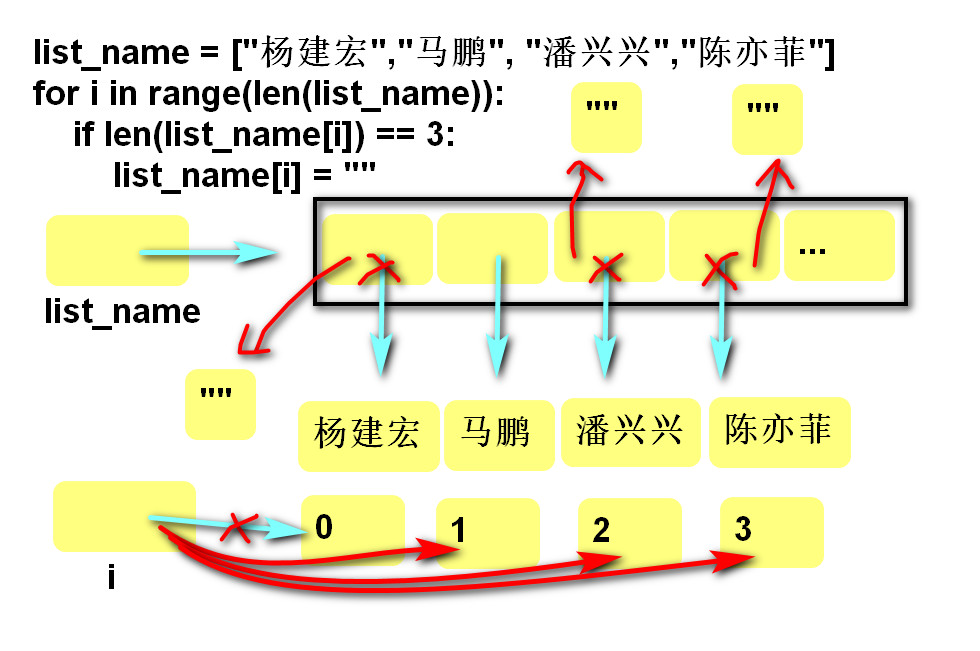 list_name = ["杨建宏","马鹏", "潘兴兴","陈亦菲"]
for i in range(len(list_name)):
    if len(list_name[i]) == 3:
        list_name[i] = ""
"" ""
...
list_name
""
杨建宏 马鹏 潘兴兴 陈亦菲
0 1 2 3
i